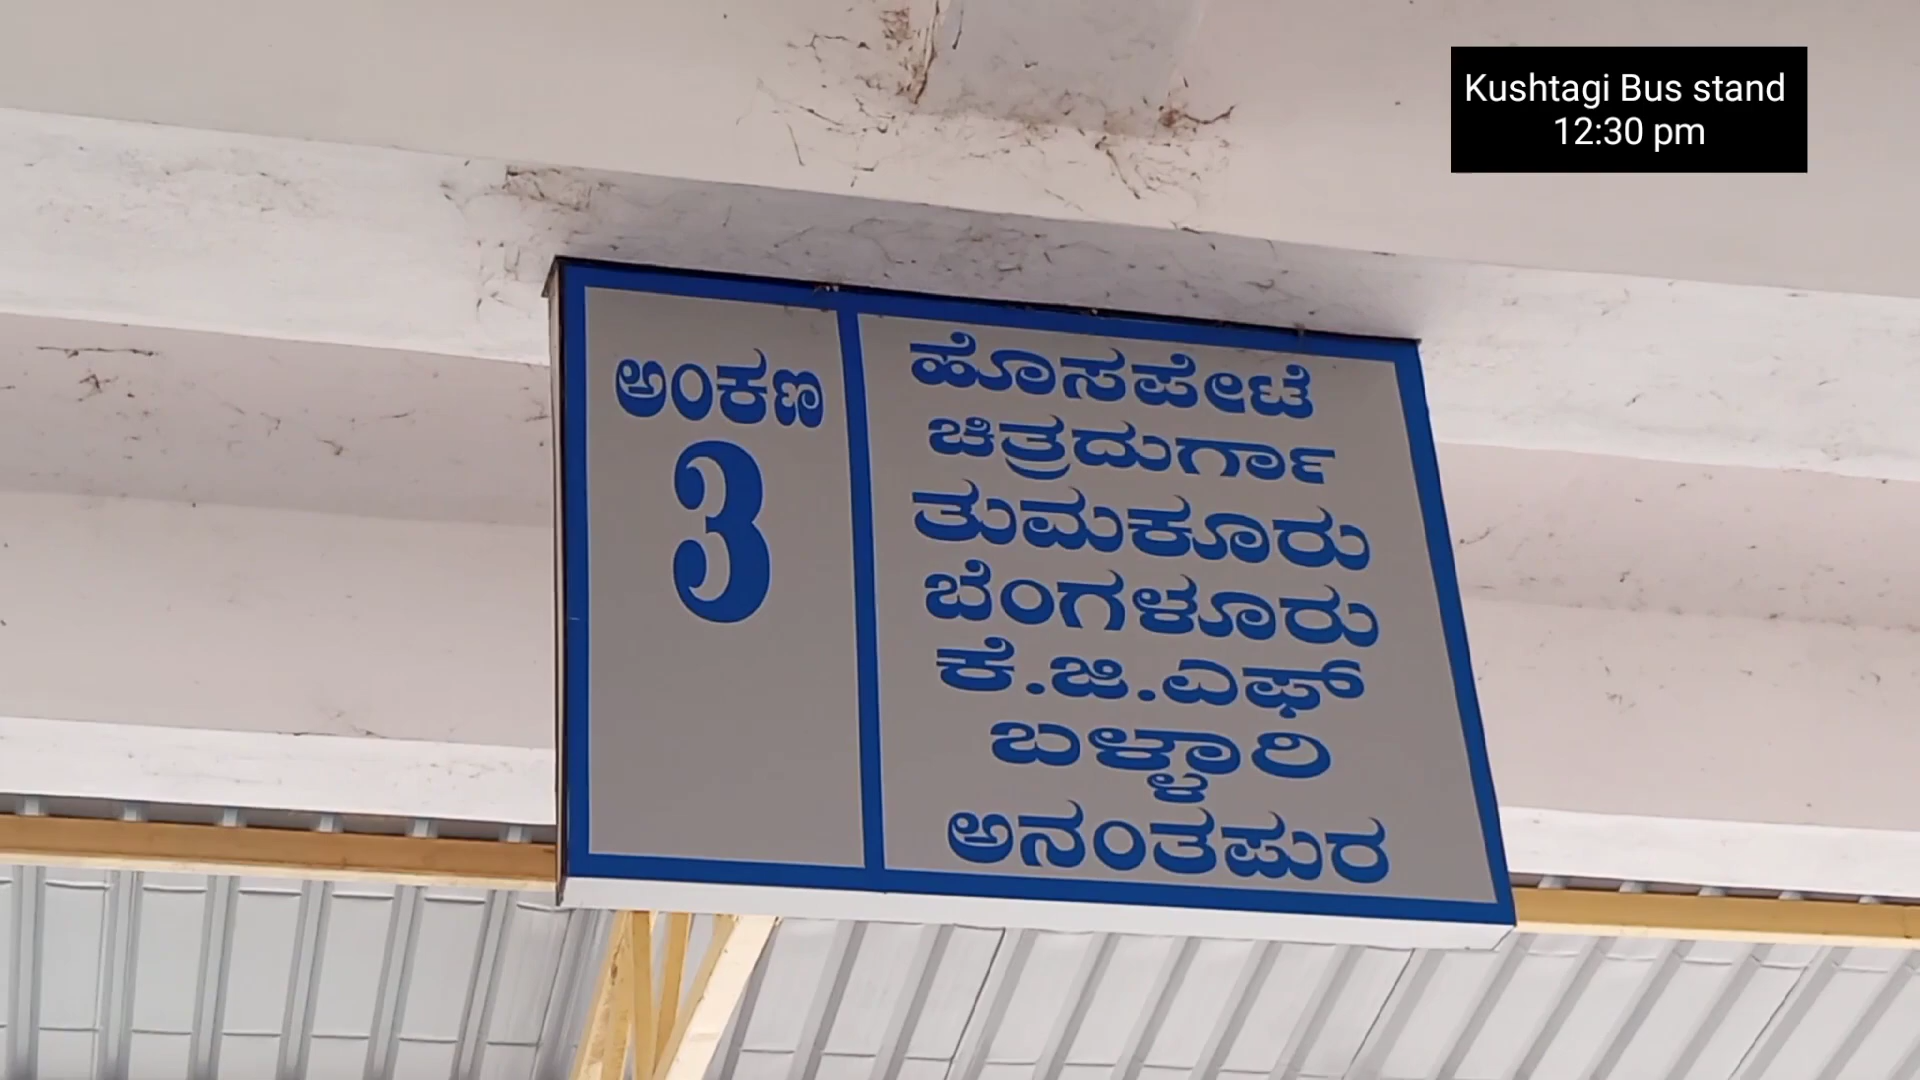 Kushtagi Bus stand
12:30 pm
ಅಂಕಣ
3
ಹೊಸಪೇಟೆ
ಚಿತ್ರದುರ್ಗಾ
ತುಮಕೂರು
ಬೆಂಗಳೂರು
ಕೆ.ಜಿ.ಎಫ್
ಬಳ್ಳಾರಿ
ಅನಂತಪುರ